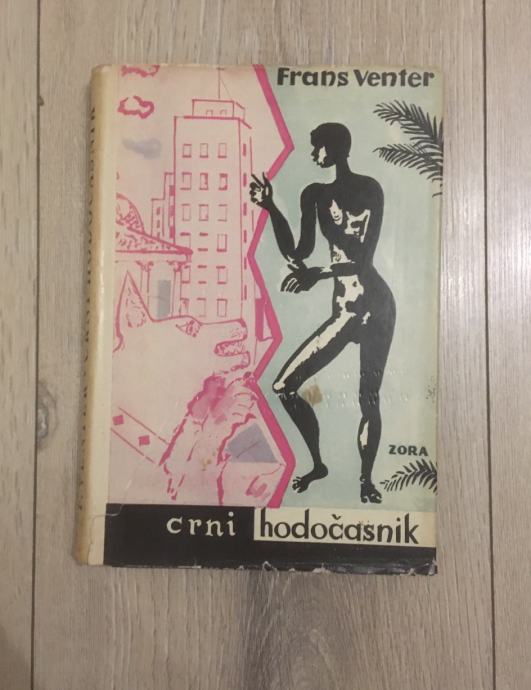 Frans Venter
ZORA
crni hodočasnik